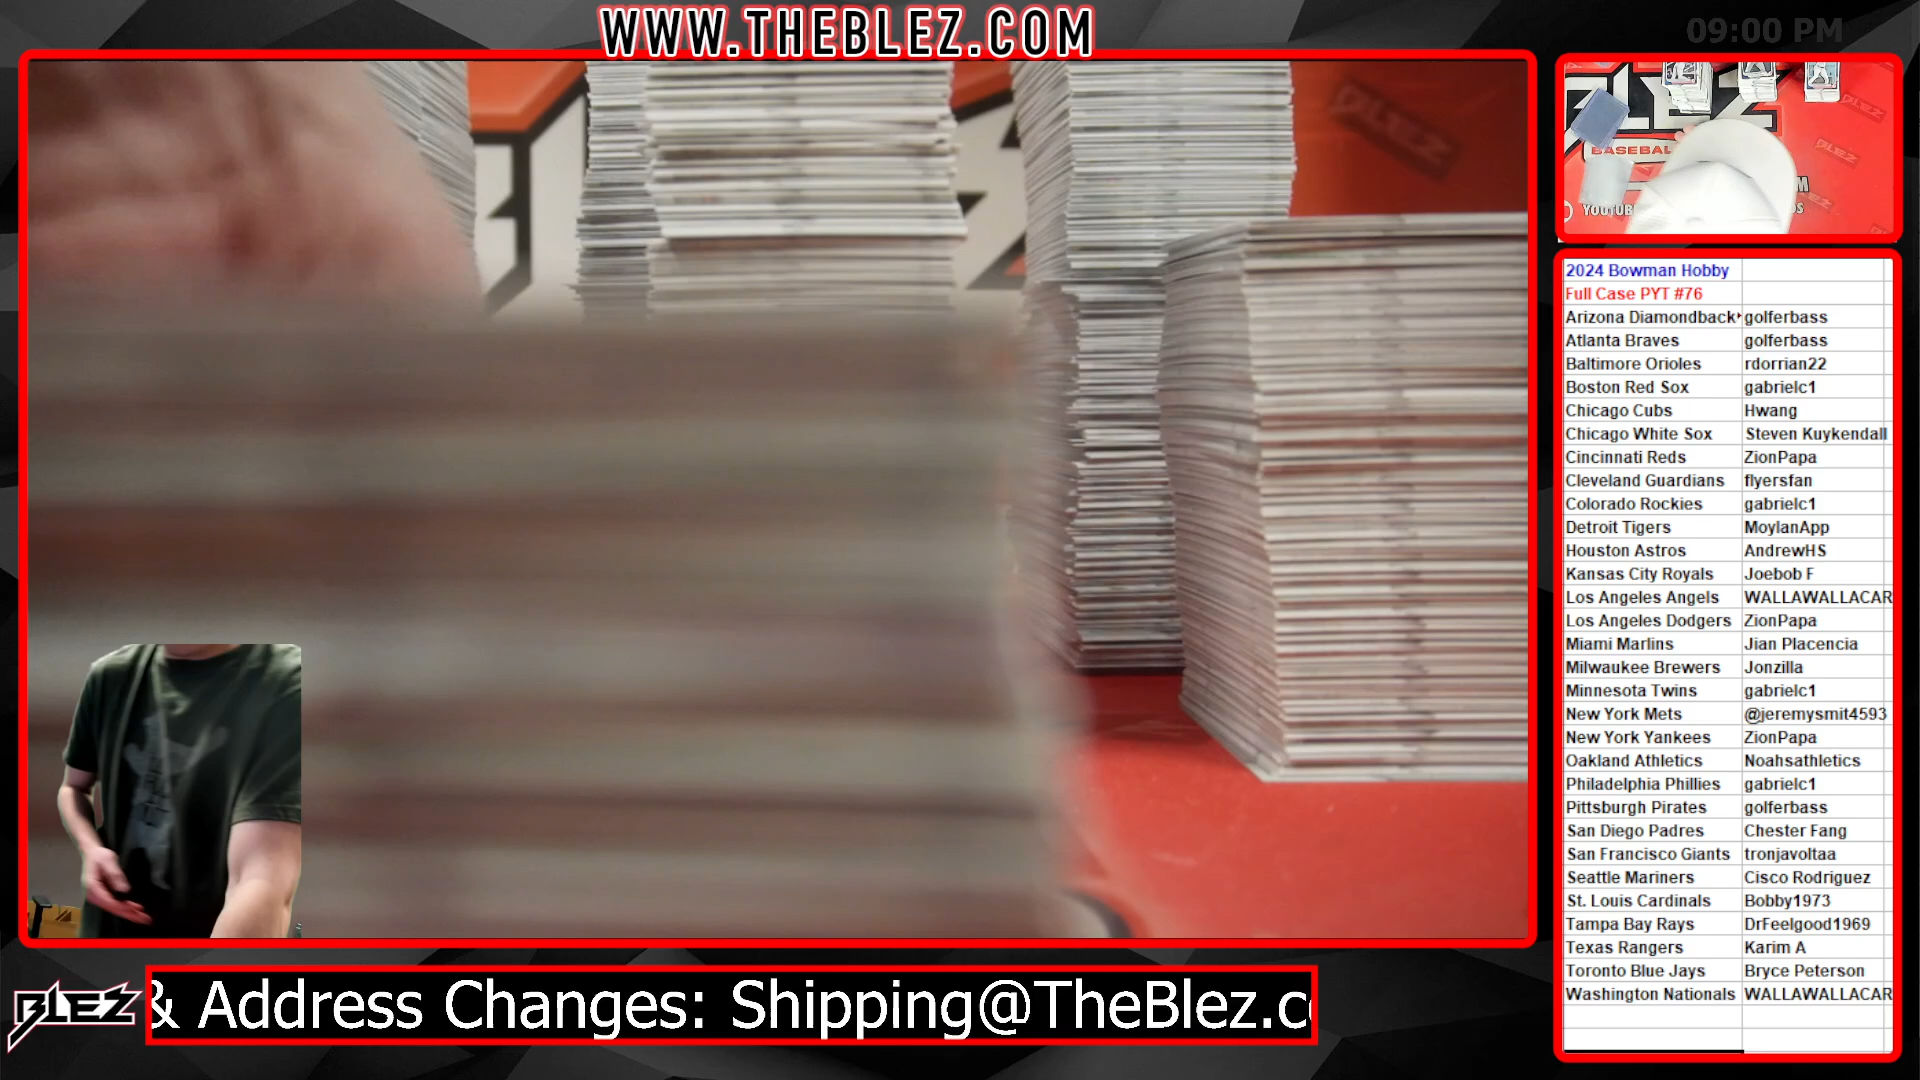 WWW.THEBLEZ.COM
09:00 PM
BLEZ
BASEBAL
BLEZ
YOUTUB
2024 Bowman Hobby
Full Case PYT #76
Arizona Diamondback golferbass
Atlanta Braves golferbass
Baltimore Orioles rdorrian22
Boston Red Sox gabrielc1
Chicago Cubs Hwang
Chicago White Sox Steven Kuykendall
Cincinnati Reds ZionPapa
Cleveland Guardians flyersfan
Colorado Rockies gabrielc1
Detroit Tigers MoylanApp
Houston Astros AndrewHS
Kansas City Royals Joebob F
Los Angeles Angels WALLAWALLACAR
Los Angeles Dodgers ZionPapa
Miami Marlins Jian Placencia
Milwaukee Brewers Jonzilla
Minnesota Twins gabrielc1
New York Mets @jeremysmit4593
New York Yankees ZionPapa
Oakland Athletics Noahsathletics
Philadelphia Phillies gabrielc1
Pittsburgh Pirates golferbass
San Diego Padres Chester Fang
San Francisco Giants tronjavoltaa
Seattle Mariners Cisco Rodriguez
St. Louis Cardinals Bobby1973
Tampa Bay Rays DrFeelgood1969
Texas Rangers Karim A
Toronto Blue Jays Bryce Peterson
Washington Nationals WALLAWALLACAR
BLEZ
& Address Changes: Shipping@TheBlez.c